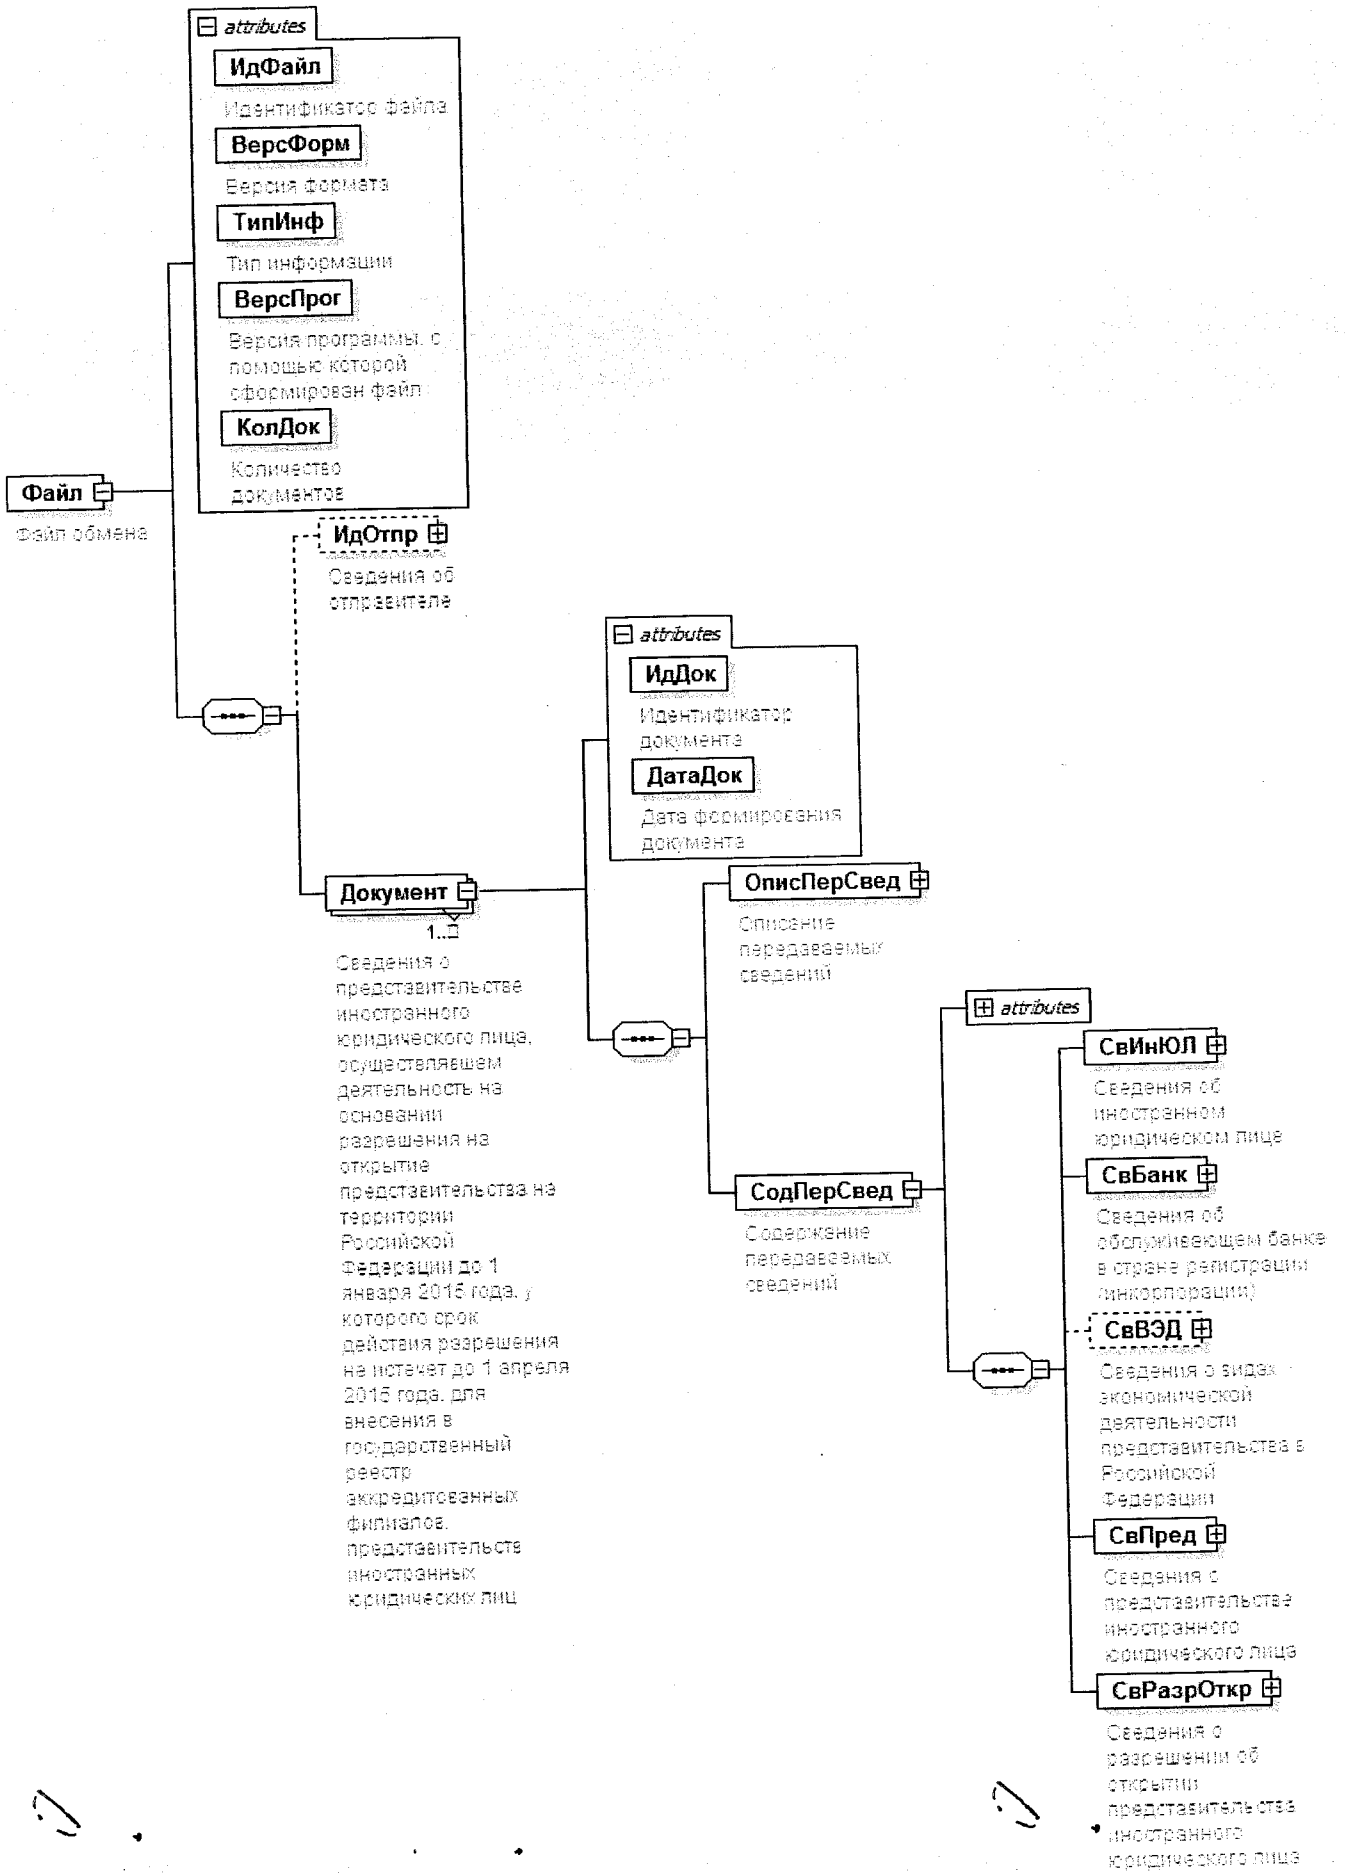 attributes
ИдФайл
Идентификатор файла
ВерсФорм
Версия формата
ТипИнф
Тип информации
ВерсПрог
Версия программы, с
помощью которой
сформирован файл
КолДок
Количество
документов
Файл
Файл обмена
ИдОтпр
Сведения об
отправителе
attributes
ИдДок
Идентификатор
документа
ДатаДок
Дата формирования
документа
Документ
1..
Сведения о
представительстве
иностранного
юридического лица,
осуществлявшем
деятельность на
основании
разрешения на
открытие
представительства на
территории
Российской
Федерации до 1
января 2015 года, у
которого срок
действия разрешения
не истечет до 1 апреля
2015 года, для
внесения в
государственный
реестр
аккредитованных
филиалов,
представительств
иностранных
юридических лиц
ОписПерСвед
Описание
передаваемых
сведений
СодПерСвед
Содержание
передаваемых
сведений
attributes
СвИнЮЛ
Сведения об
иностранном
юридическом лице
СвБанк
Сведения об
обслуживающем банке
в стране регистрации
(инкорпорации)
СвВЭД
Сведения о видах
экономической
деятельности
представительства в
Российской
Федерации
СвПред
Сведения о
представительстве
иностранного
юридического лица
СвРазрОткр
Сведения о
разрешении об
открытии
представительства
иностранного
юридического лица